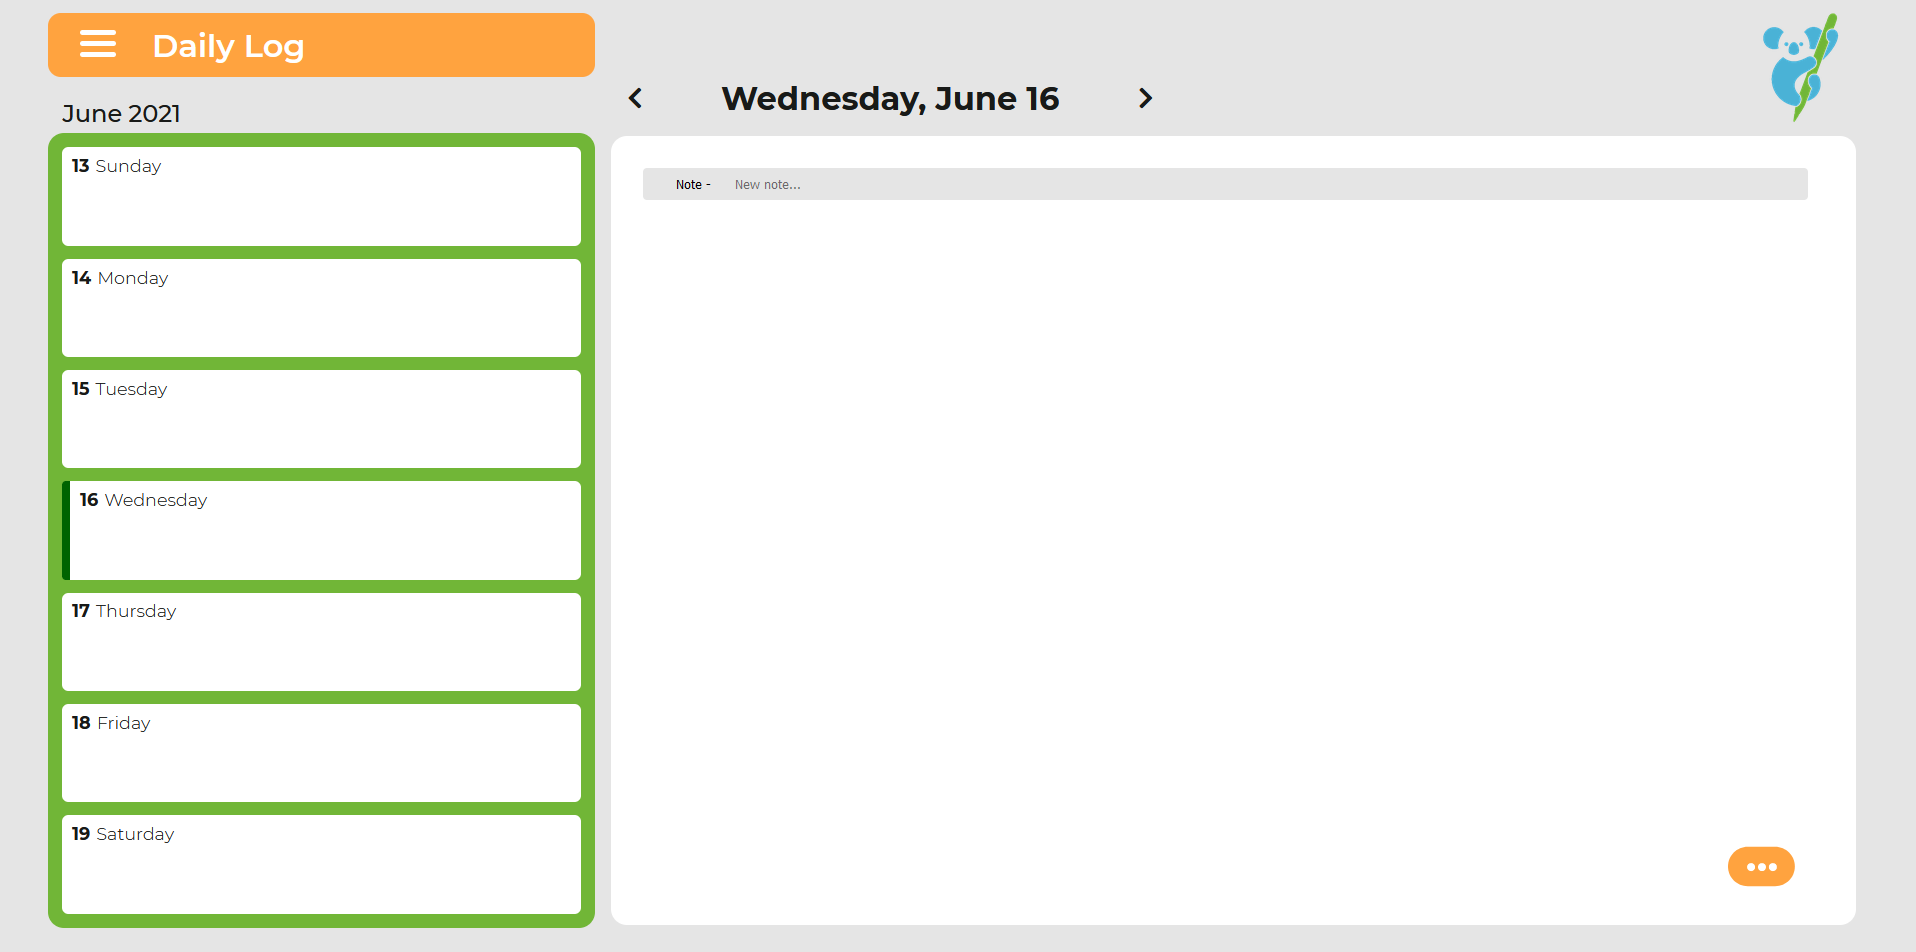 Daily Log
June 2021
13 Sunday
14 Monday
15 Tuesday
16 Wednesday
17 Thursday
18 Friday
19 Saturday
Wednesday, June 16
Note - New note...